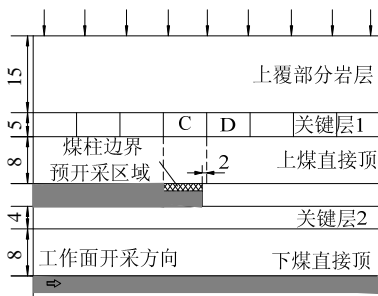 15
上覆部分岩层
5
C
D
关键层1
8
煤柱边界
预开采区域
2
上煤直接顶
4
关键层2
8
工作面开采方向
下煤直接顶